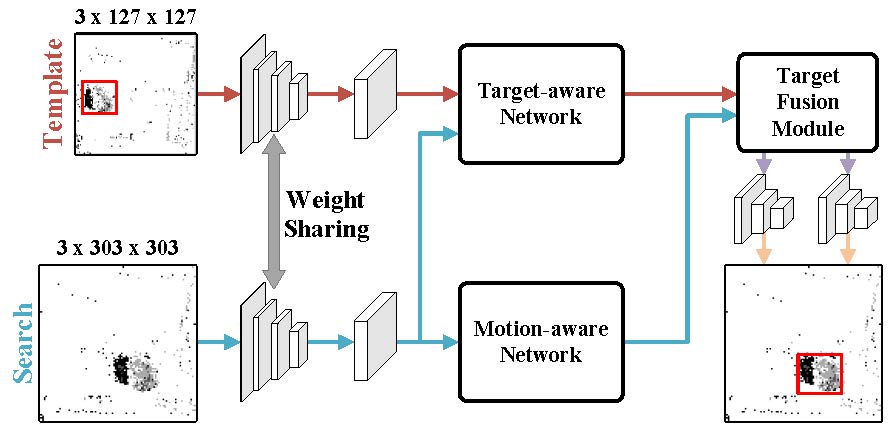 3 x 127 x 127
Template
Target-aware
Network
Target
Fusion
Module
Weight
Sharing
3 x 303 x 303
Search
Motion-aware
Network